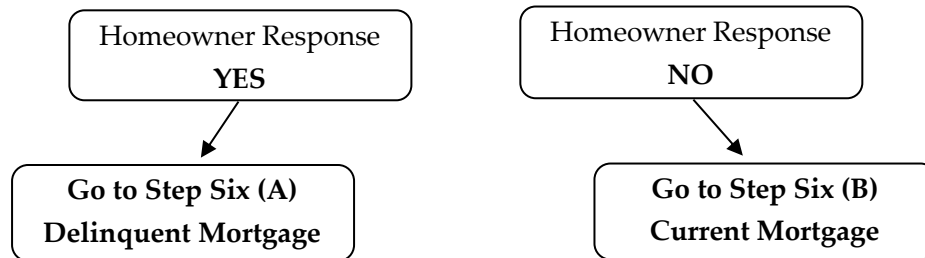 Homeowner Response
YES
Homeowner Response
NO
Go to Step Six (A)
Delinquent Mortgage
Go to Step Six (B)
Current Mortgage